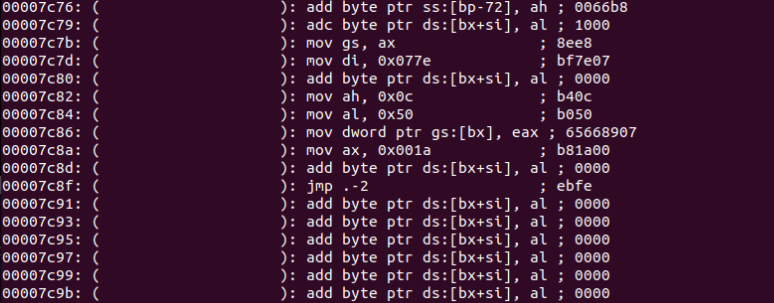 00007c76: (                    ): add byte ptr ss:[bp-72], ah ; 0066b8
00007c79: (                    ): adc byte ptr ds:[bx+si], al ; 1000
00007c7b: (                    ): mov gs, ax                ; 8ee8
00007c7d: (                    ): mov di, 0x077e            ; bf7e07
00007c80: (                    ): add byte ptr ds:[bx+si], al ; 0000
00007c82: (                    ): mov ah, 0x0c              ; b40c
00007c84: (                    ): mov al, 0x50              ; b050
00007c86: (                    ): mov dword ptr gs:[bx], eax ; 65668907
00007c8a: (                    ): mov ax, 0x001a            ; b81a00
00007c8d: (                    ): add byte ptr ds:[bx+si], al ; 0000
00007c8f: (                    ): jmp .-2                   ; ebfe
00007c91: (                    ): add byte ptr ds:[bx+si], al ; 0000
00007c93: (                    ): add byte ptr ds:[bx+si], al ; 0000
00007c95: (                    ): add byte ptr ds:[bx+si], al ; 0000
00007c97: (                    ): add byte ptr ds:[bx+si], al ; 0000
00007c99: (                    ): add byte ptr ds:[bx+si], al ; 0000
00007c9b: (                    ): add byte ptr ds:[bx+si], al ; 0000